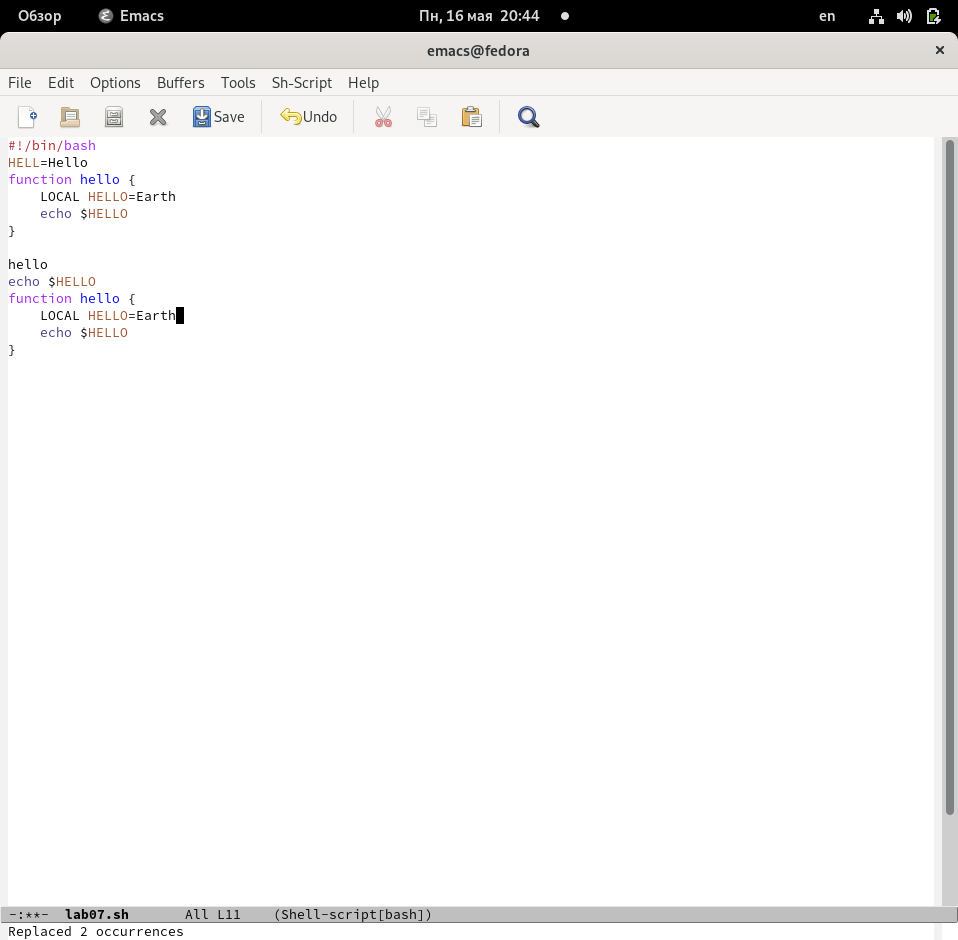 Обзор Emacs Пн, 16 мая 20:44 en
emacs@fedora
File Edit Options Buffers Tools Sh-Script Help
Save Undo
#!/bin/bash
HELL=Hello
function hello {
    LOCAL HELLO=Earth
    echo $HELLO
}
hello
echo $HELLO
function hello {
    LOCAL HELLO=Earth
    echo $HELLO
}
-:**- lab07.sh All L11 (Shell-script[bash])
Replaced 2 occurrences